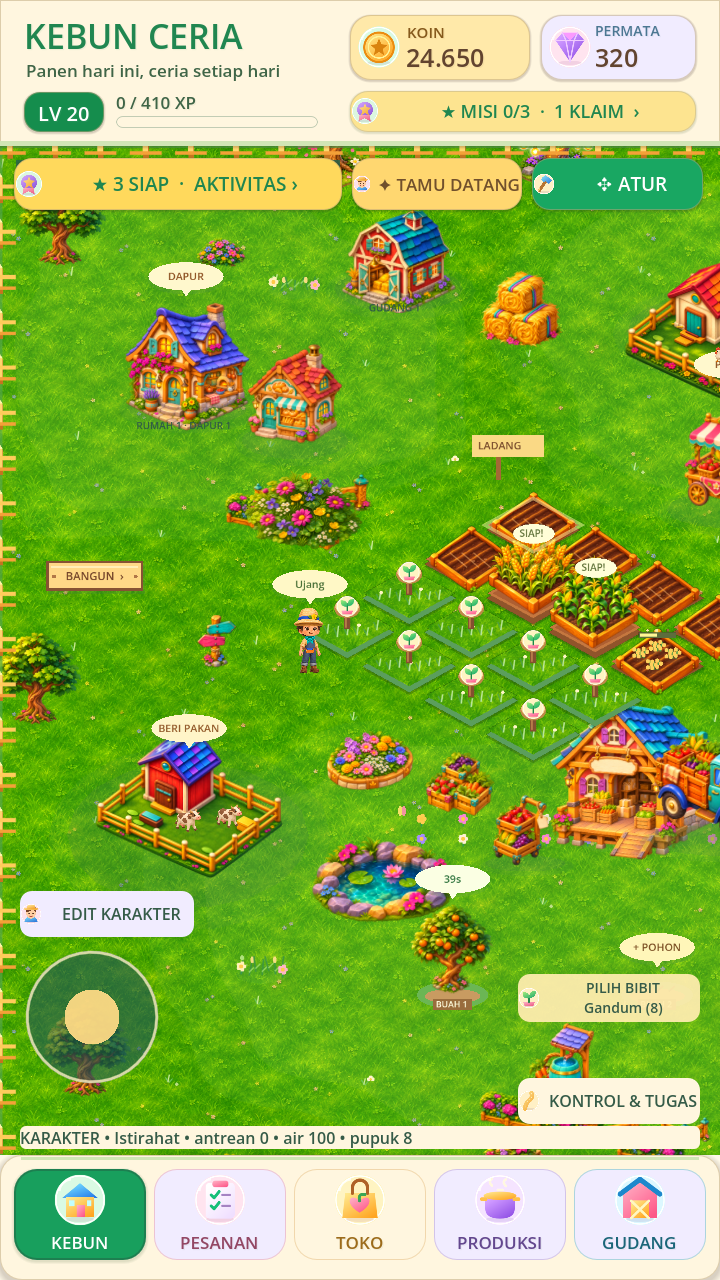 KEBUN CERIA
Panen hari ini, ceria setiap hari
LV 20
0 / 410 XP
KOIN
24.650
PERMATA
320
★ MISI 0/3 · 1 KLAIM ›
★ 3 SIAP · AKTIVITAS ›
✦ TAMU DATANG
✣ ATUR
DAPUR
GUDANG 1
RUMAH 1
DAPUR 1
LADANG
SIAP!
SIAP!
BANGUN ›
Ujang
BERI PAKAN
39s
EDIT KARAKTER
+ POHON
PILIH BIBIT
Gandum (8)
BUAH 1
KONTROL & TUGAS
KARAKTER • Istirahat • antrean 0 • air 100 • pupuk 8
KEBUN
PESANAN
TOKO
PRODUKSI
GUDANG